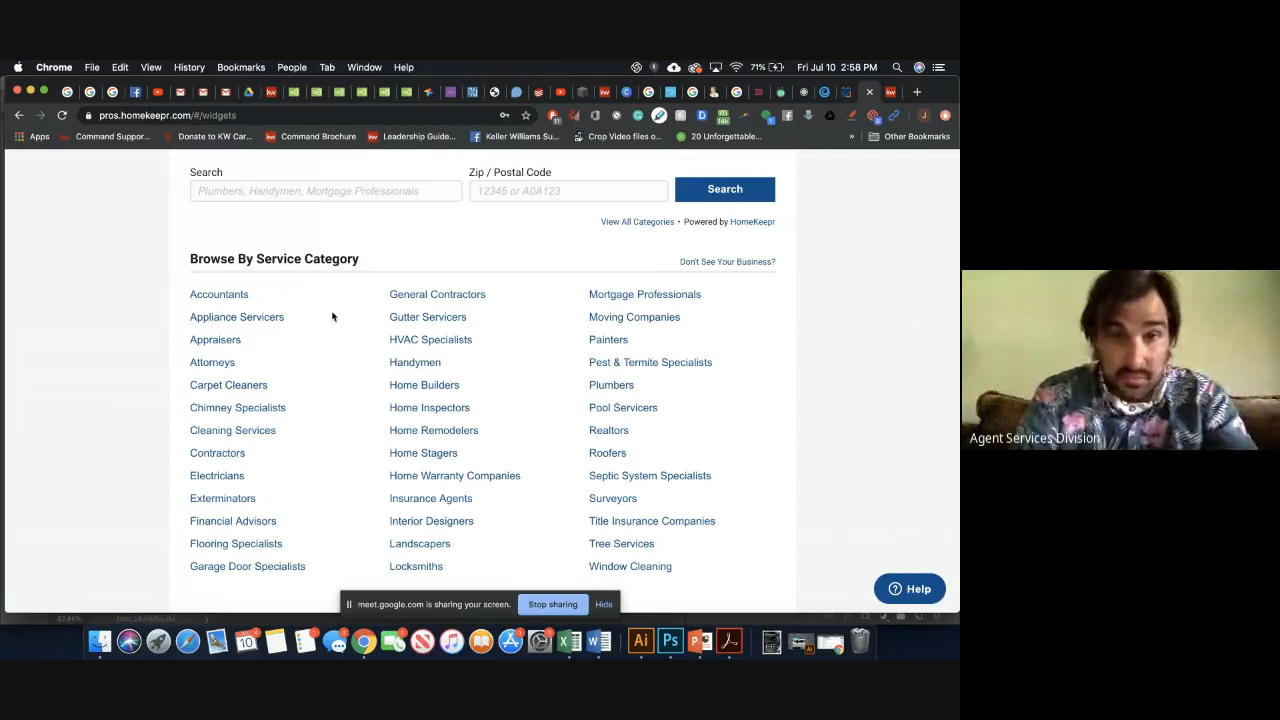 Chrome File Edit View History Bookmarks People Tab Window Help 71% Fri Jul 10 2:58 PM
pros.homekeepr.com/#/widgets
Apps Command Suppor... Donate to KW Car... Command Brochure Leadership Guide... Keller Williams Su... Crop Video files o... 20 Unforgettable... » Other Bookmarks
Search Zip / Postal Code
Plumbers, Handymen, Mortgage Professionals 12345 or A0A123 Search
View All Categories • Powered by HomeKeepr
Browse By Service Category Don't See Your Business?
Accountants General Contractors Mortgage Professionals
Appliance Servicers Gutter Servicers Moving Companies
Appraisers HVAC Specialists Painters
Attorneys Handymen Pest & Termite Specialists
Carpet Cleaners Home Builders Plumbers
Chimney Specialists Home Inspectors Pool Servicers
Cleaning Services Home Remodelers Realtors
Contractors Home Stagers Roofers
Electricians Home Warranty Companies Septic System Specialists
Exterminators Insurance Agents Surveyors
Financial Advisors Interior Designers Title Insurance Companies
Flooring Specialists Landscapers Tree Services
Garage Door Specialists Locksmiths Window Cleaning
Help
meet.google.com is sharing your screen. Stop sharing Hide
Agent Services Division